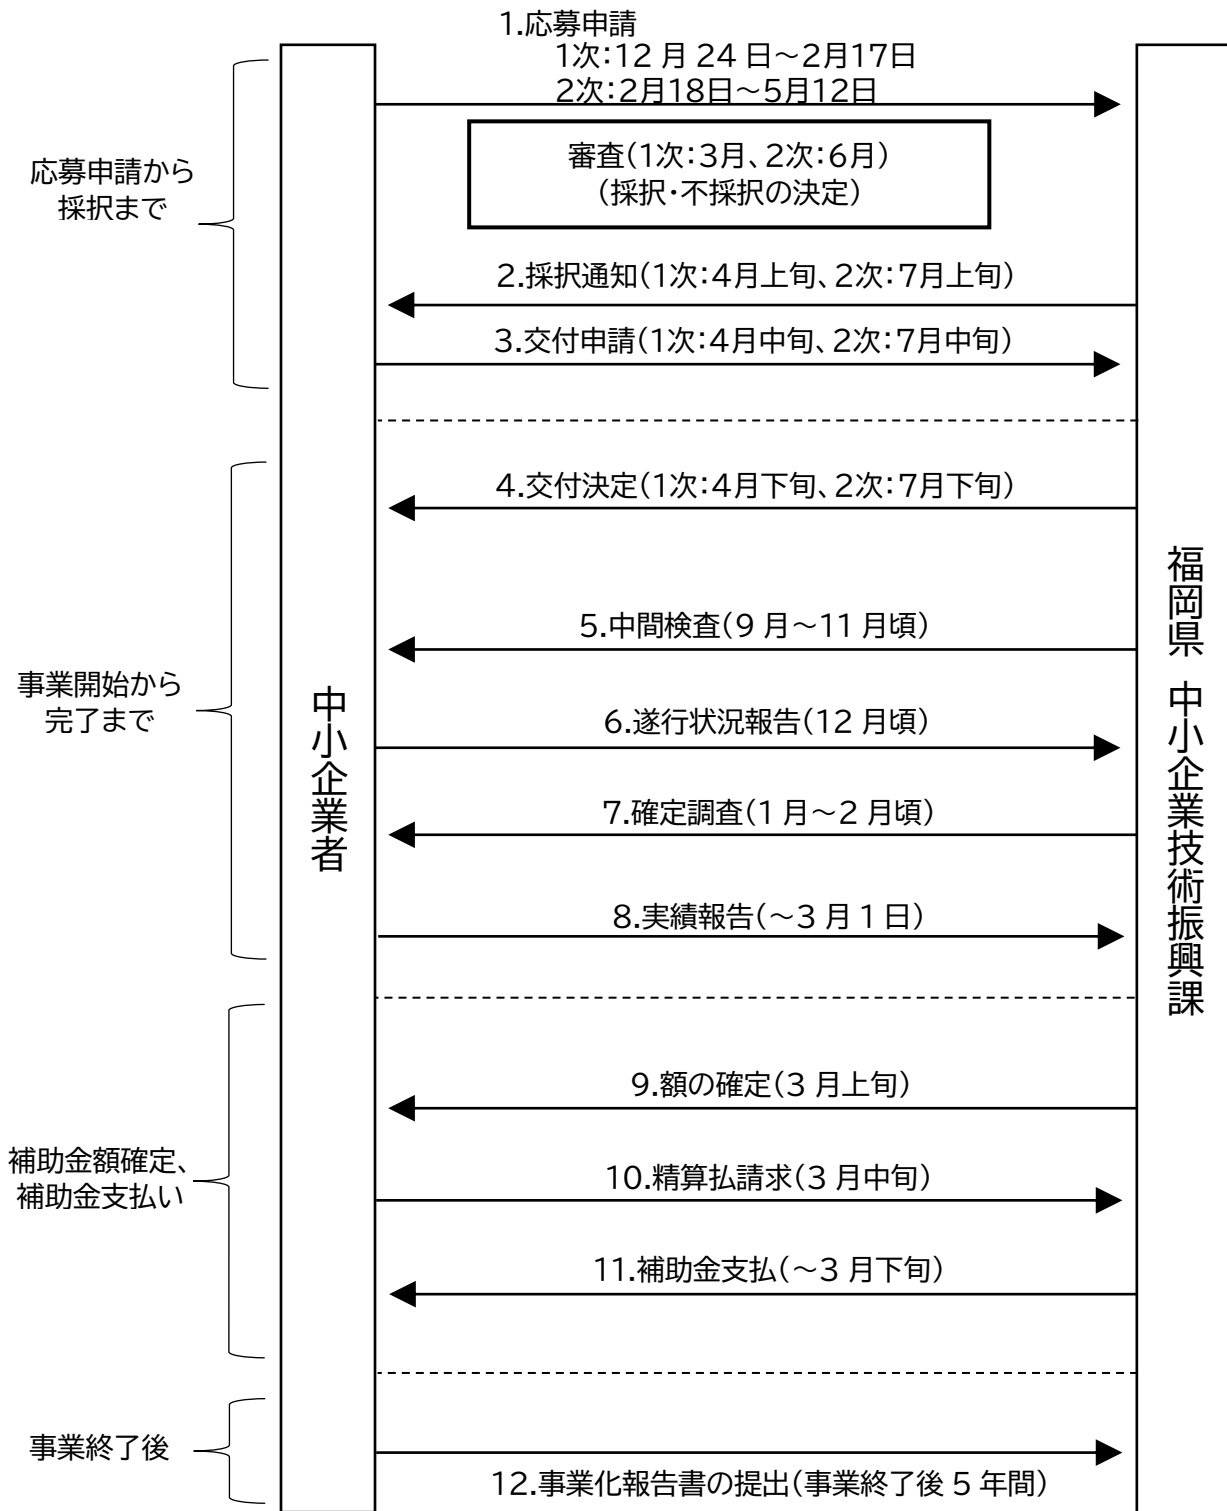 1.応募申請
1次:12月24日~2月17日
2次:2月18日~5月12日
審査(1次:3月、2次:6月)
(採択・不採択の決定)
応募申請から
採択まで
2.採択通知(1次:4月上旬、2次:7月上旬)
3.交付申請(1次:4月中旬、2次:7月中旬)
4.交付決定(1次:4月下旬、2次:7月下旬)
5.中間検査(9月~11月頃)
事業開始から
完了まで
中小企業者
福岡県 中小企業技術振興課
6.遂行状況報告(12月頃)
7.確定調査(1月~2月頃)
8.実績報告(~3月1日)
9.額の確定(3月上旬)
補助金額確定、
補助金支払い
10.精算払請求(3月中旬)
11.補助金支払(~3月下旬)
事業終了後
12.事業化報告書の提出(事業終了後5年間)